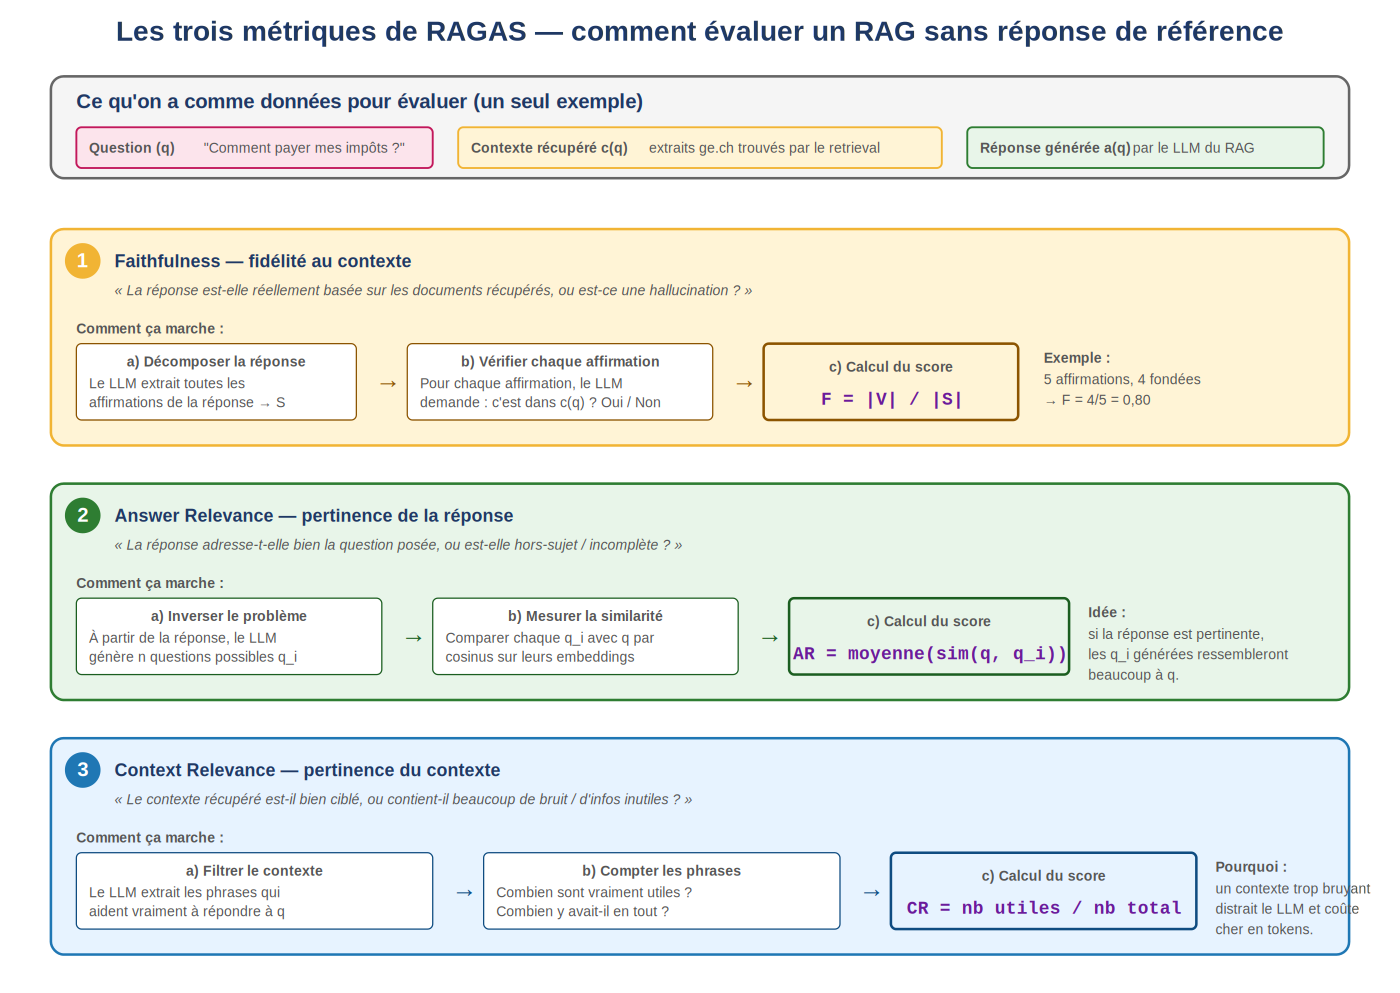 Les trois métriques de RAGAS — comment évaluer un RAG sans réponse de référence
Ce qu'on a comme données pour évaluer (un seul exemple)
Question (q) "Comment payer mes impôts ?"
Contexte récupéré c(q) extraits ge.ch trouvés par le retrieval
Réponse générée a(q) par le LLM du RAG
1
Faithfulness — fidélité au contexte
« La réponse est-elle réellement basée sur les documents récupérés, ou est-ce une hallucination ? »
Comment ça marche :
a) Décomposer la réponse
Le LLM extrait toutes les
affirmations de la réponse → S
→
b) Vérifier chaque affirmation
Pour chaque affirmation, le LLM
demande : c'est dans c(q) ? Oui / Non
→
c) Calcul du score
F = |V| / |S|
Exemple :
5 affirmations, 4 fondées
→ F = 4/5 = 0,80
2
Answer Relevance — pertinence de la réponse
« La réponse adresse-t-elle bien la question posée, ou est-elle hors-sujet / incomplète ? »
Comment ça marche :
a) Inverser le problème
À partir de la réponse, le LLM
génère n questions possibles q_i
→
b) Mesurer la similarité
Comparer chaque q_i avec q par
cosinus sur leurs embeddings
→
c) Calcul du score
AR = moyenne(sim(q, q_i))
Idée :
si la réponse est pertinente,
les q_i générées ressembleront
beaucoup à q.
3
Context Relevance — pertinence du contexte
« Le contexte récupéré est-il bien ciblé, ou contient-il beaucoup de bruit / d'infos inutiles ? »
Comment ça marche :
a) Filtrer le contexte
Le LLM extrait les phrases qui
aident vraiment à répondre à q
→
b) Compter les phrases
Combien sont vraiment utiles ?
Combien y avait-il en tout ?
→
c) Calcul du score
CR = nb utiles / nb total
Pourquoi :
un contexte trop bruyant
distrait le LLM et coûte
cher en tokens.